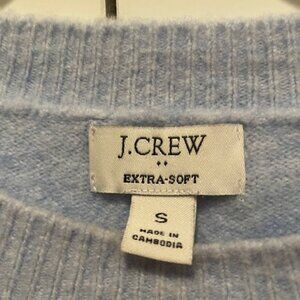 J.CREW
EXTRA-SOFT
S
MADE IN
CAMBODIA